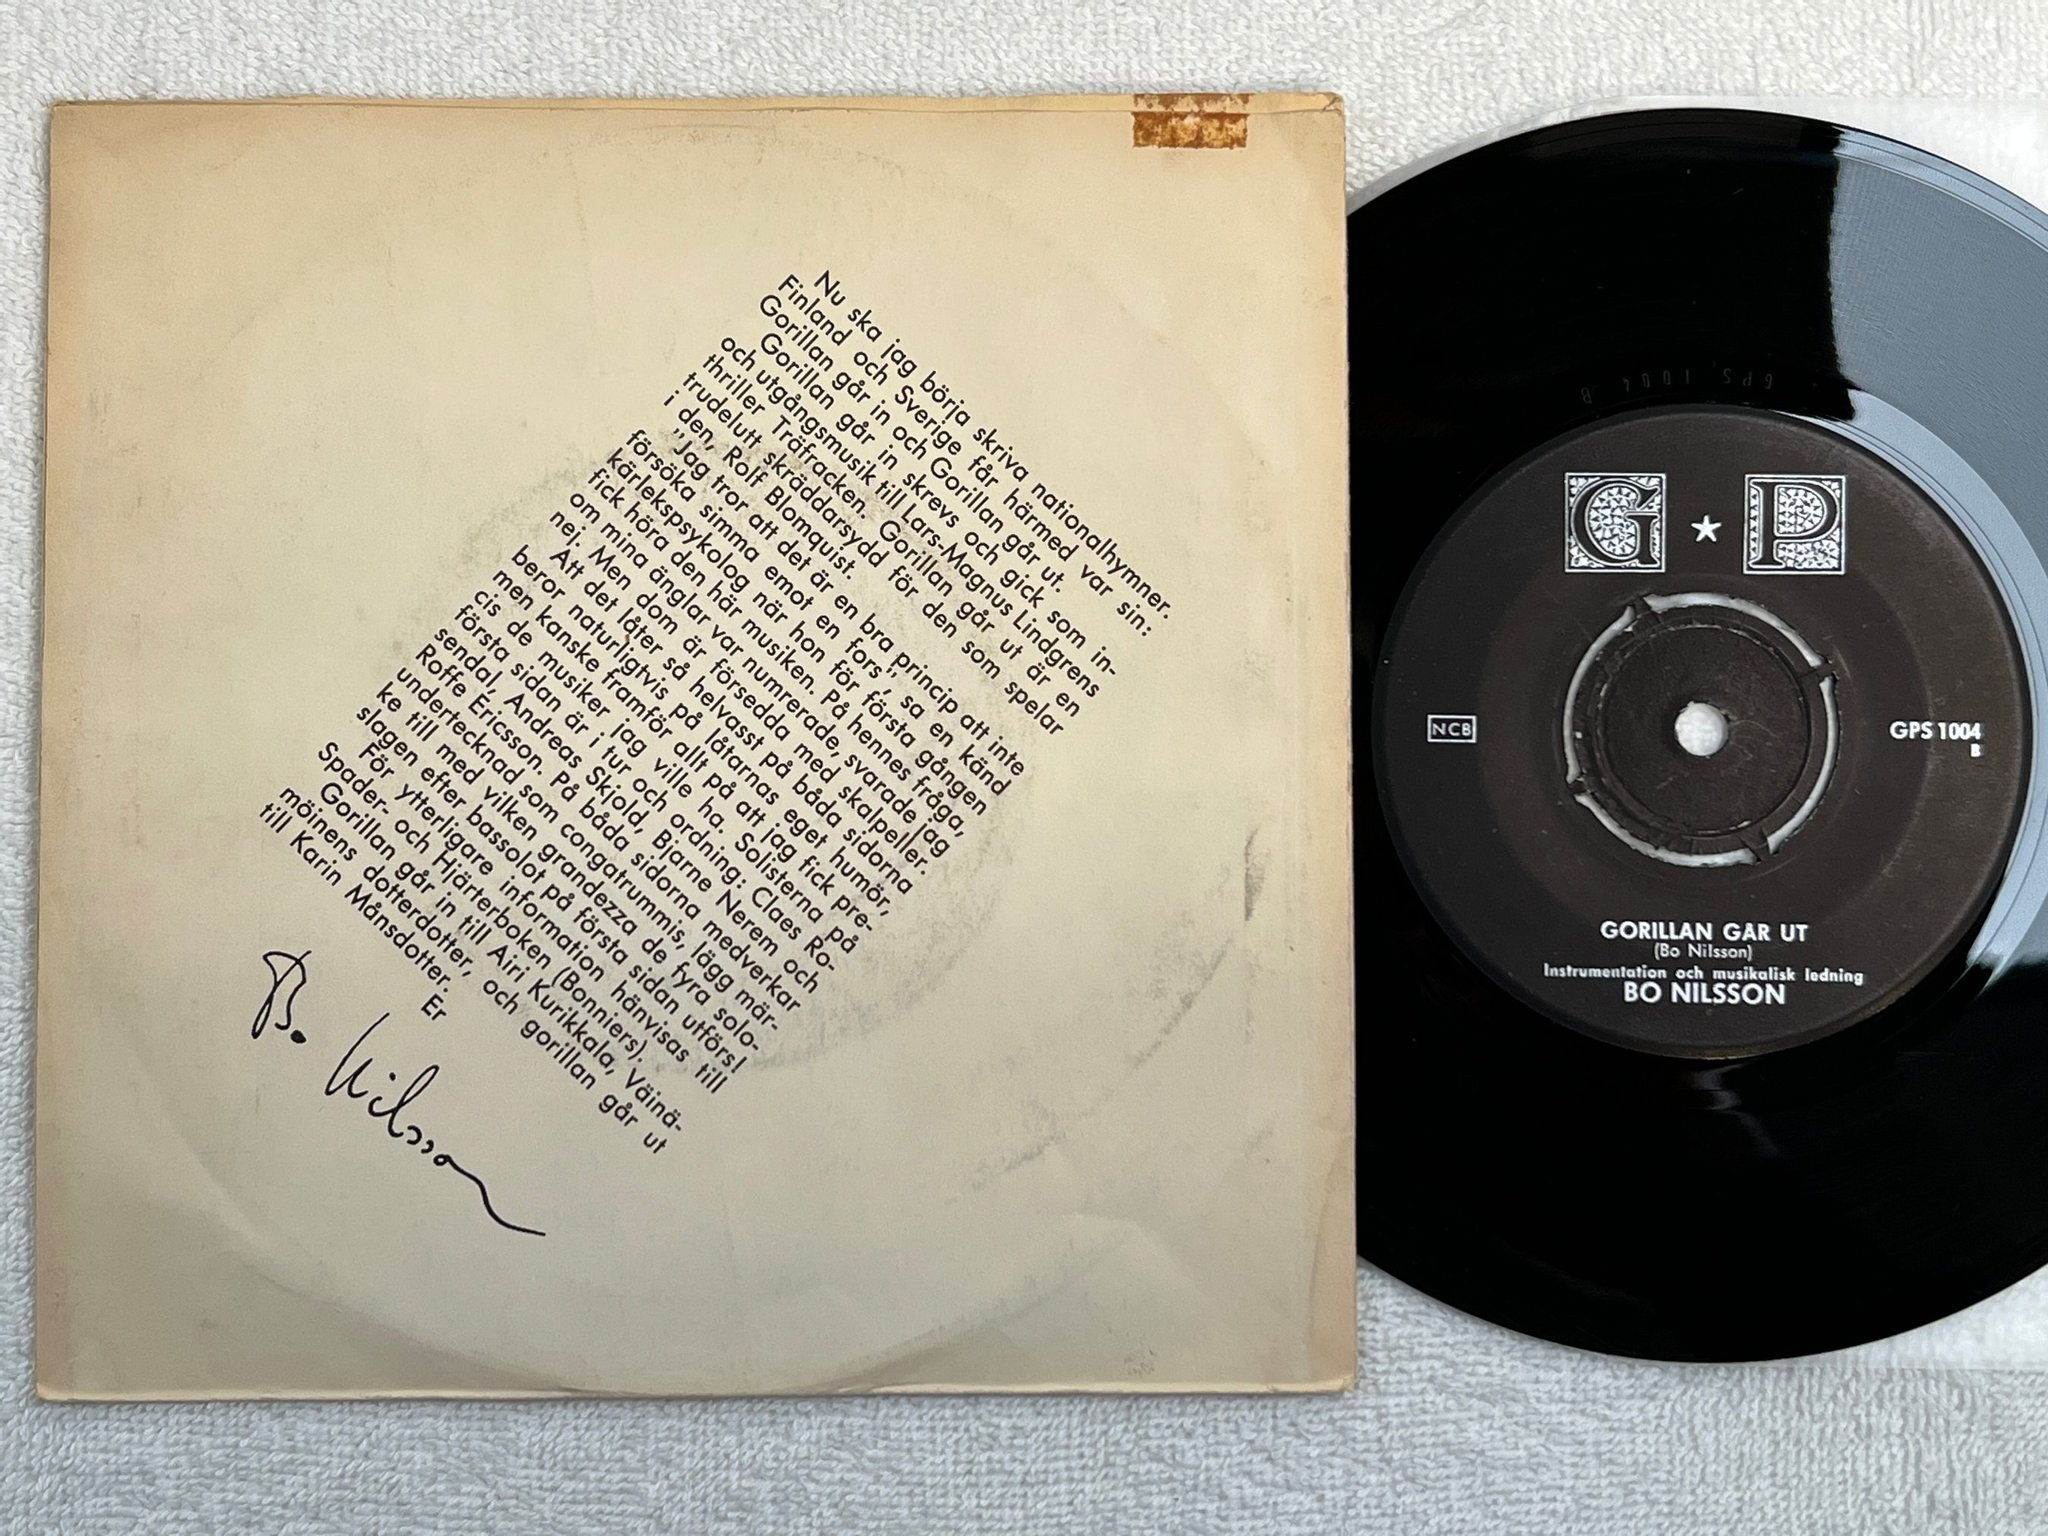 Nu ska jag börja skriva nationalhymner.
Finland och Sverige får härmed var sin:
Gorillan går in och Gorillan går ut.
Gorillan går in skrevs och gick som in-
och utgångsmusik till Lars-Magnus Lindgrens
thriller Träfracken. Gorillan går ut är en
trudelutt skräddarsydd för den som spelar
i den, Rolf Blomquist.
"Jag tror att det är en bra princip att inte
försöka simma emot en fors", sa en känd
kärlekspsykolog när hon för första gången
fick höra den här musiken. På hennes fråga,
om mina änglar var numrerade, svarade jag
nej. Men dom är försedda med skalpeller.
Att det låter så helvasst på båda sidorna
beror naturligtvis på låtarnas eget humör,
men kanske framför allt på att jag fick pre-
cis de musiker jag ville ha. Solisterna på
första sidan är i tur och ordning: Claes Ro-
sendal, Andreas Skjold, Bjarne Nerem och
Roffe Ericsson. På båda sidorna medverkar
undertecknad som congatrummis, lägg mär-
ke till med vilken grandezza de fyra solo-
slagen efter bassolot på första sidan utförs!
För ytterligare information hänvisas till
Spader- och Hjärterboken (Bonniers).
Gorillan går in till Airi Kurikkala, Väinä-
möinens dotterdotter, och gorillan går ut
till Karin Månsdotter.
Er
Bo Nilsson
G ★ P
NCB
GPS 1004
B
GORILLAN GÅR UT
(Bo Nilsson)
Instrumentation och musikalisk ledning
BO NILSSON
GPS 1004 B